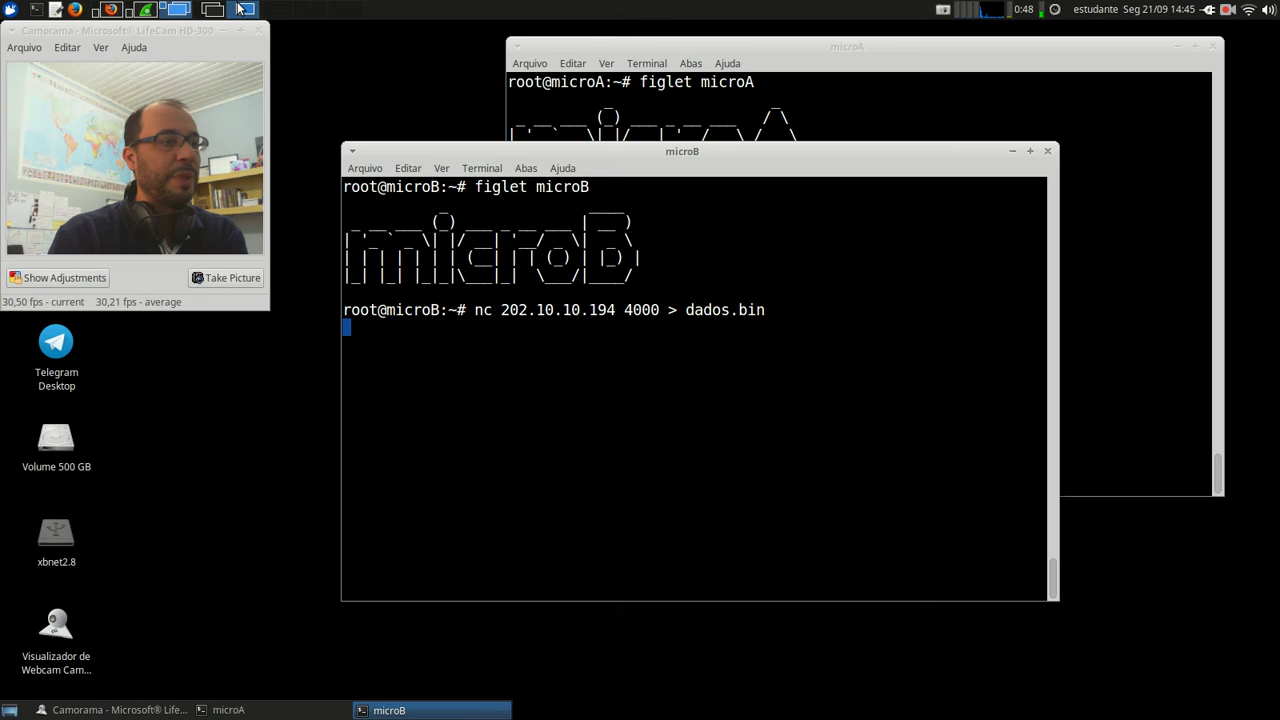 0:48
estudante
Seg 21/09 14:45
Camorama - Microsoft® LifeCam HD-300
Arquivo Editar Ver Ajuda
Show Adjustments
Take Picture
30,50 fps - current 30,21 fps - average
microA
Arquivo Editar Ver Terminal Abas Ajuda
root@microA:~# figlet microA
microB
Arquivo Editar Ver Terminal Abas Ajuda
root@microB:~# figlet microB
microB
root@microB:~# nc 202.10.10.194 4000 > dados.bin
Telegram
Desktop
Volume 500 GB
xbnet2.8
Visualizador de
Webcam Cam...
Camorama - Microsoft® LifeCam...
microA
microB